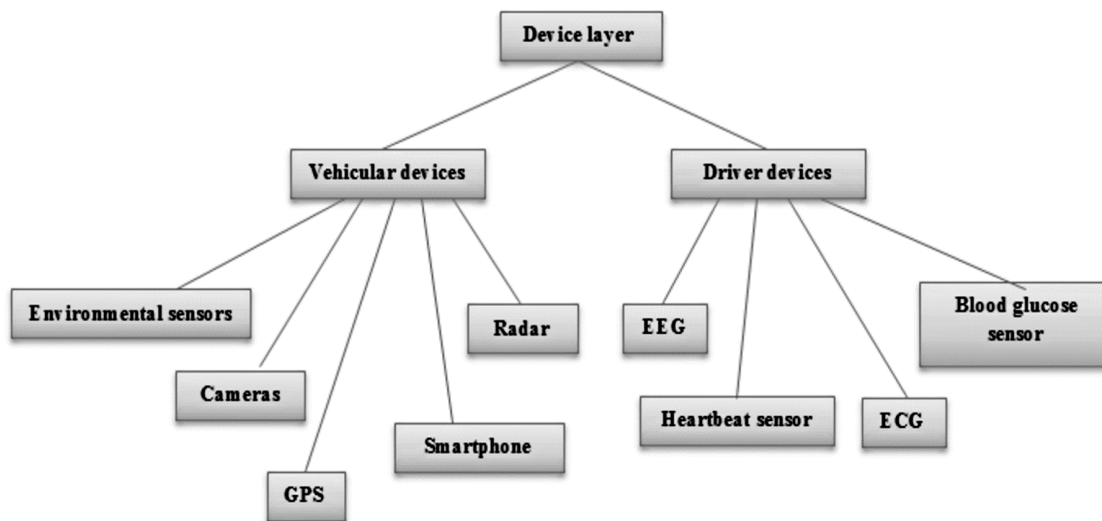 Device layer
Vehicular devices
Driver devices
Environmental sensors
Radar
EEG
Blood glucose
sensor
Cameras
Heartbeat sensor
ECG
Smartphone
GPS